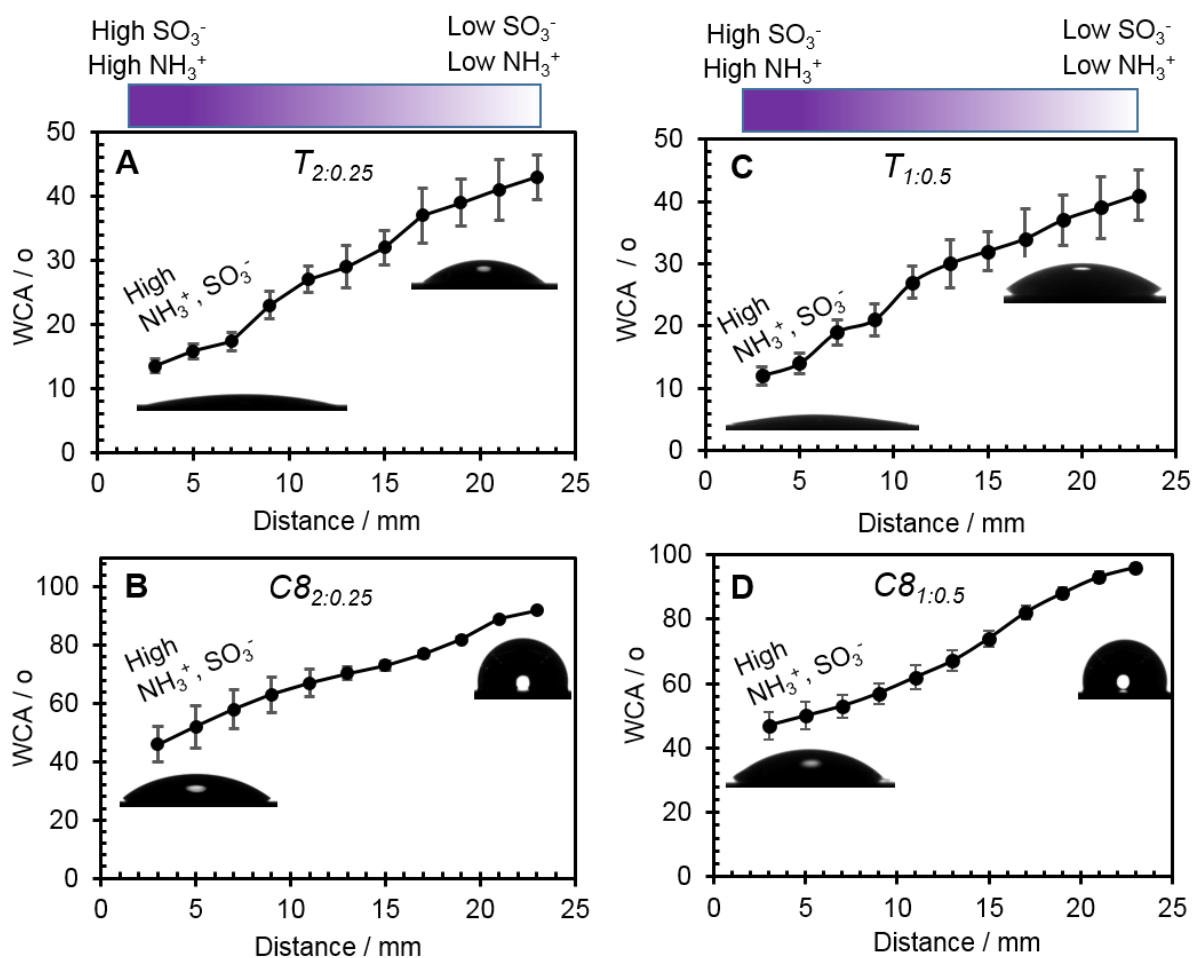 High SO₃⁻
High NH₃⁺
Low SO₃⁻
Low NH₃⁺
A
T₂:₀.₂₅
WCA / o
50
40
30
20
10
0
High
NH₃⁺, SO₃⁻
0 5 10 15 20 25
Distance / mm
High SO₃⁻
High NH₃⁺
Low SO₃⁻
Low NH₃⁺
C
T₁:₀.₅
WCA / o
50
40
30
20
10
0
High
NH₃⁺, SO₃⁻
0 5 10 15 20 25
Distance / mm
B
C8₂:₀.₂₅
WCA / o
100
80
60
40
20
0
High
NH₃⁺, SO₃⁻
0 5 10 15 20 25
Distance / mm
D
C8₁:₀.₅
WCA / o
100
80
60
40
20
0
High
NH₃⁺, SO₃⁻
0 5 10 15 20 25
Distance / mm